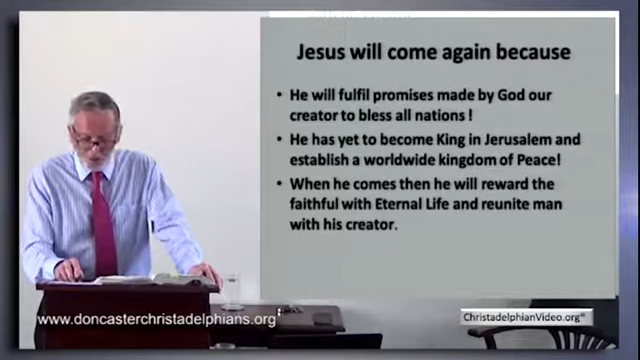 Jesus will come again because
• He will fulfil promises made by God our
creator to bless all nations !
• He has yet to become King in Jerusalem and
establish a worldwide kingdom of Peace!
• When he comes then he will reward the
faithful with Eternal Life and reunite man
with his creator.
www.doncasterchristadelphians.org
ChristadelphianVideo.org®